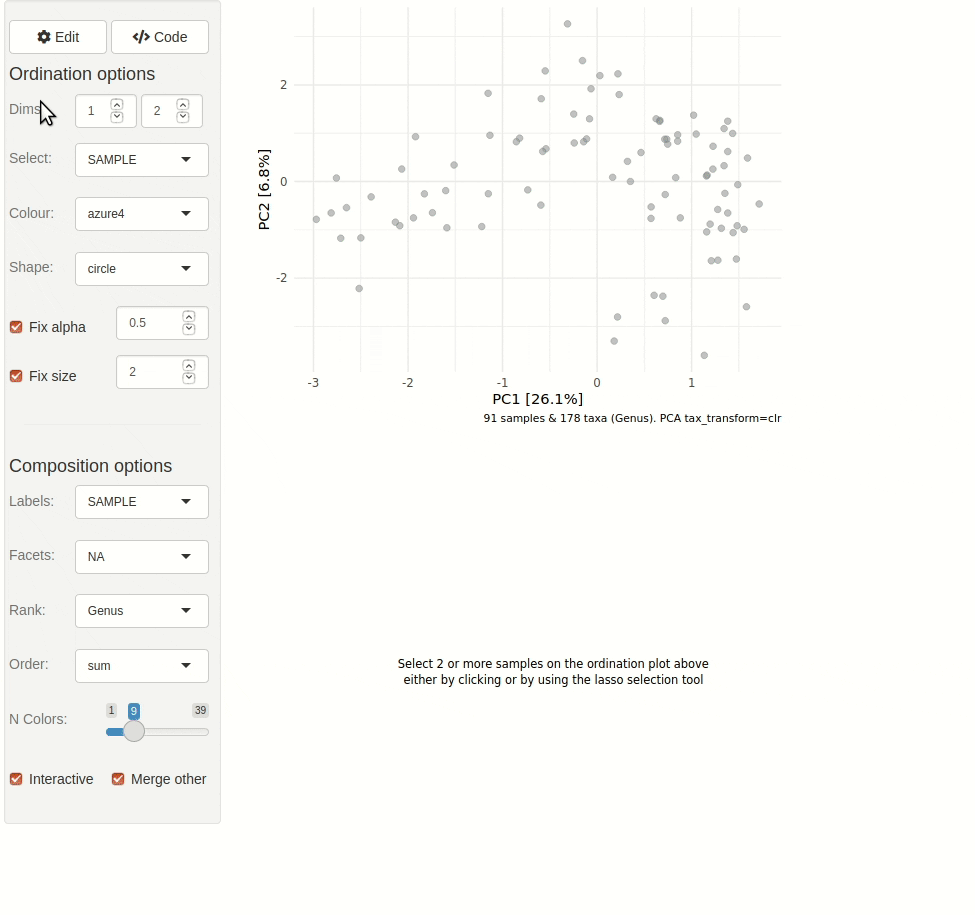 Edit
Code
Ordination options
Dims
1
2
Select:
SAMPLE
Colour:
azure4
Shape:
circle
Fix alpha
0.5
Fix size
2
Composition options
Labels:
SAMPLE
Facets:
NA
Rank:
Genus
Order:
sum
N Colors:
1
9
39
Interactive
Merge other
PC2 [6.8%]
2
0
-2
-3
-2
-1
0
1
PC1 [26.1%]
91 samples & 178 taxa (Genus). PCA tax_transform=clr
Select 2 or more samples on the ordination plot above
either by clicking or by using the lasso selection tool